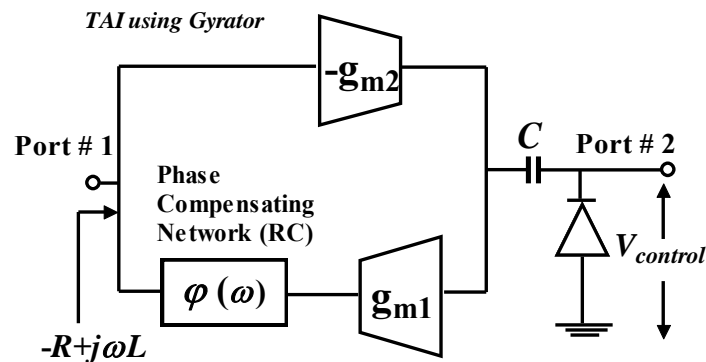 TAI using Gyrator
-gm2
Port # 1
C
Port # 2
Phase
Compensating
Network (RC)
φ (ω)
gm1
Vcontrol
-R+jωL